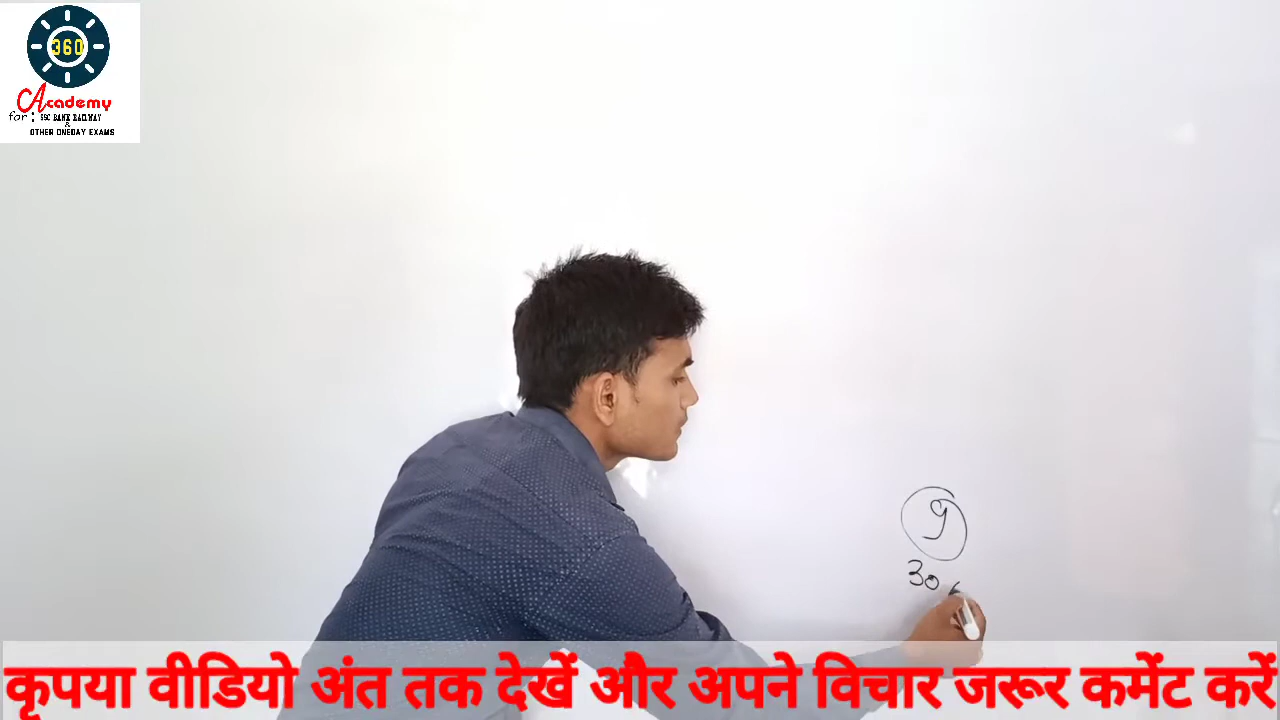 360
Academy
for: SSC BANK RAILWAY
&
OTHER ONEDAY EXAMS
9
30
कृपया वीडियो अंत तक देखें और अपने विचार जरूर कमेंट करें